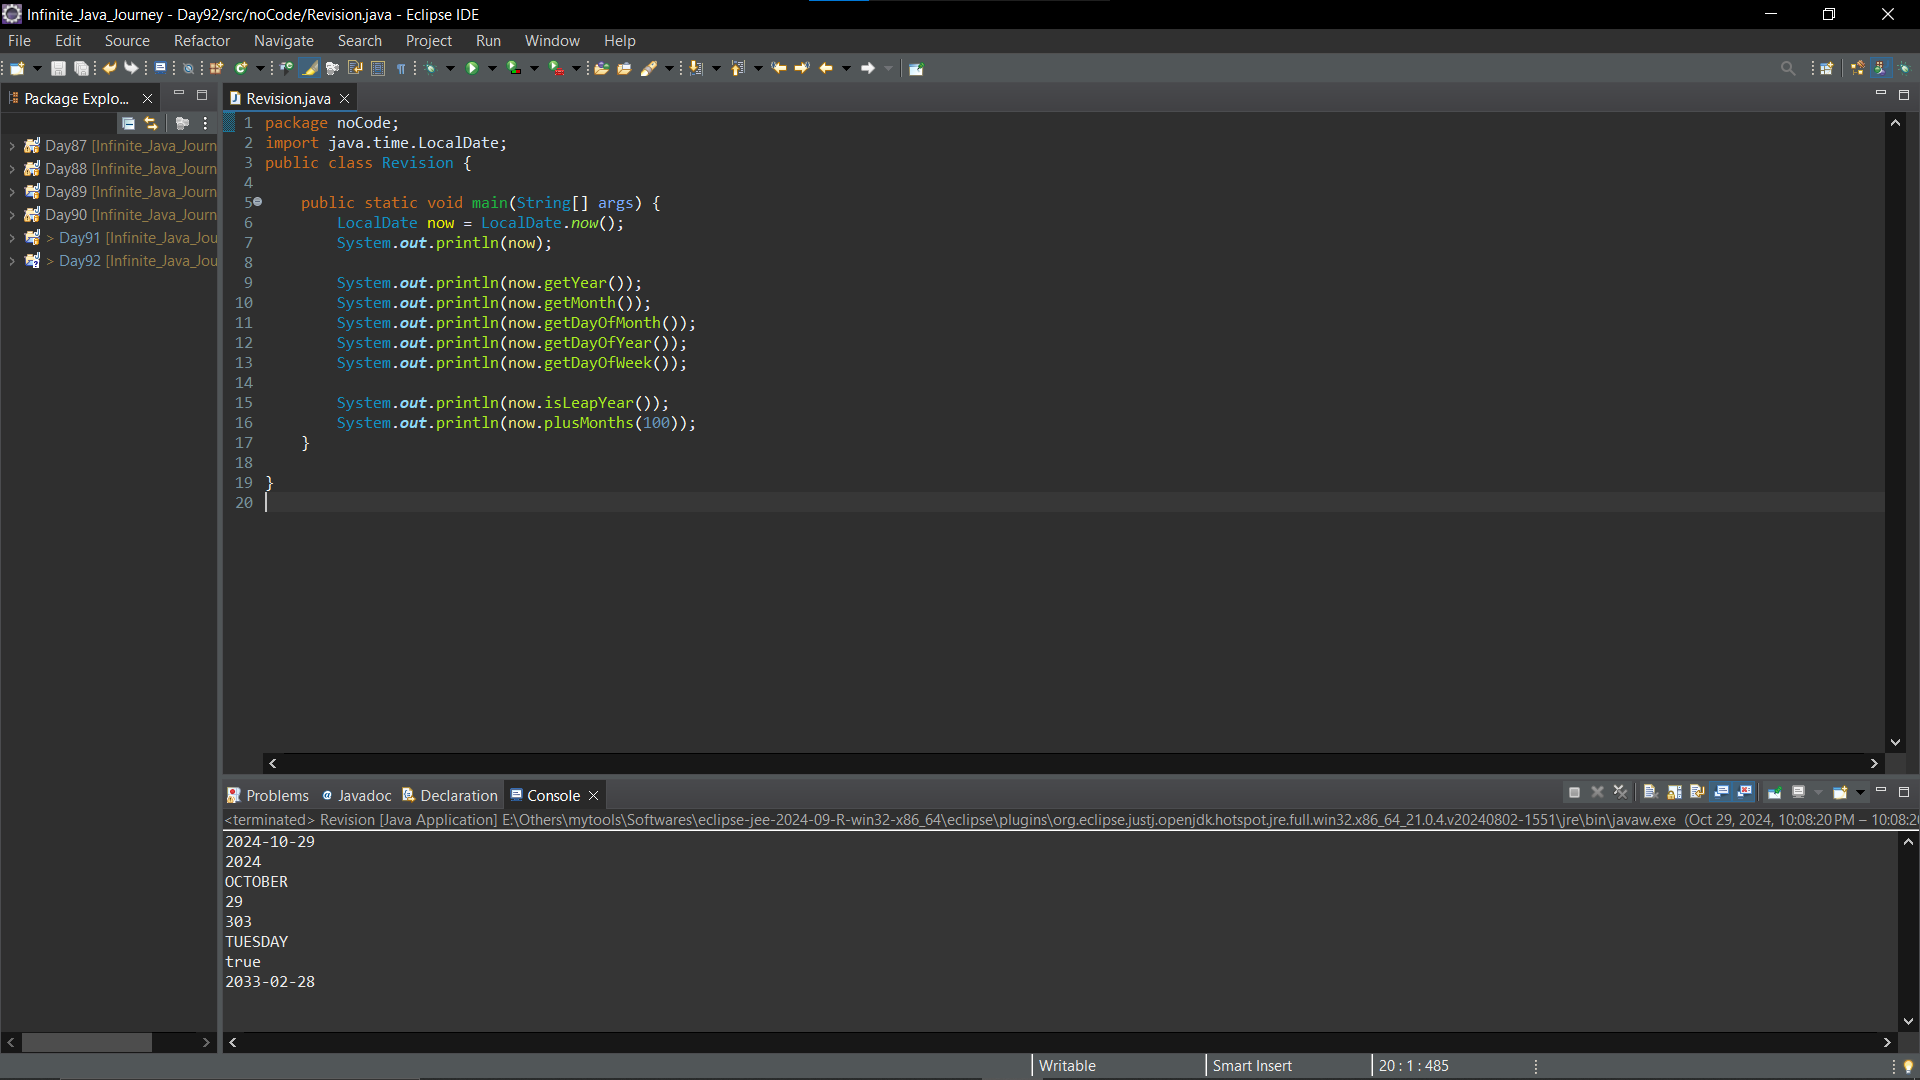 Infinite_Java_Journey - Day92/src/noCode/Revision.java - Eclipse IDE
File Edit Source Refactor Navigate Search Project Run Window Help
Package Explo...
Revision.java
Day87 [Infinite_Java_Journ
Day88 [Infinite_Java_Journ
Day89 [Infinite_Java_Journ
Day90 [Infinite_Java_Journ
> Day91 [Infinite_Java_Jou
> Day92 [Infinite_Java_Jou
1 package noCode;
2 import java.time.LocalDate;
3 public class Revision {
4
5 public static void main(String[] args) {
6 LocalDate now = LocalDate.now();
7 System.out.println(now);
8
9 System.out.println(now.getYear());
10 System.out.println(now.getMonth());
11 System.out.println(now.getDayOfMonth());
12 System.out.println(now.getDayOfYear());
13 System.out.println(now.getDayOfWeek());
14
15 System.out.println(now.isLeapYear());
16 System.out.println(now.plusMonths(100));
17 }
18
19 }
20
Problems Javadoc Declaration Console
<terminated> Revision [Java Application] E:\Others\mytools\Softwares\eclipse-jee-2024-09-R-win32-x86_64\eclipse\plugins\org.eclipse.justj.openjdk.hotspot.jre.full.win32.x86_64_21.0.4.v20240802-1551\jre\bin\javaw.exe (Oct 29, 2024, 10:08:20 PM – 10:08:20
2024-10-29
2024
OCTOBER
29
303
TUESDAY
true
2033-02-28
Writable Smart Insert 20 : 1 : 485